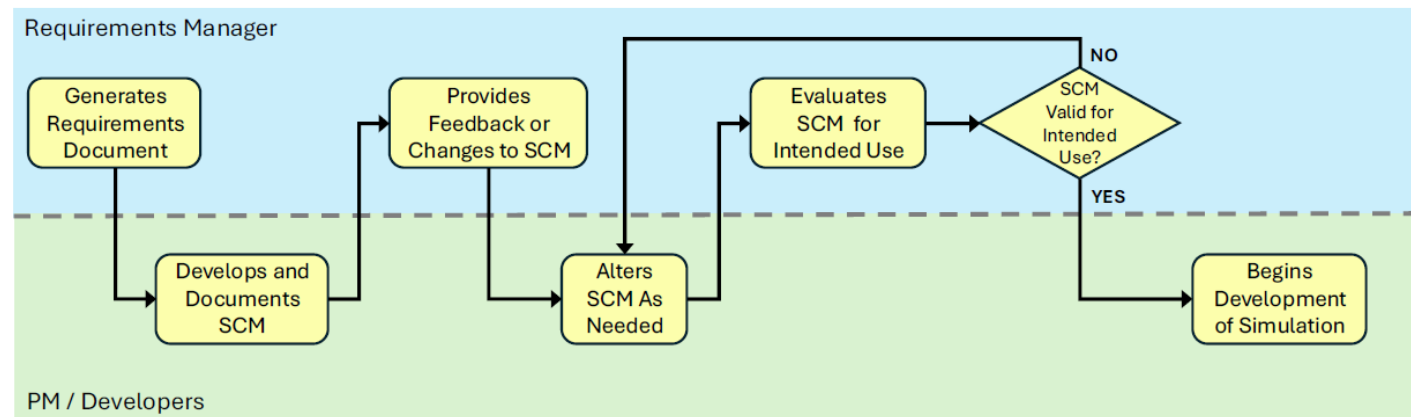 Requirements Manager
Generates
Requirements
Document
Provides
Feedback or
Changes to SCM
Evaluates
SCM for
Intended Use
NO
SCM
Valid for
Intended
Use?
YES
Develops and
Documents
SCM
Alters
SCM As
Needed
Begins
Development
of Simulation
PM / Developers